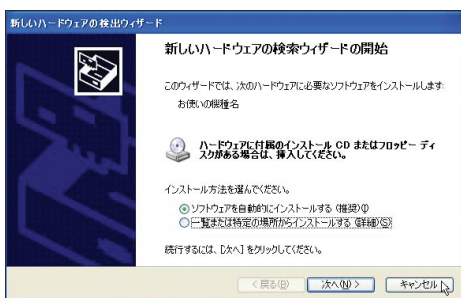 新しいハードウェアの検出ウィザード
新しいハードウェアの検索ウィザードの開始
このウィザードでは、次のハードウェアに必要なソフトウェアをインストールします:
お使いの機種名
ハードウェアに付属のインストール CD またはフロッピー ディ
スクがある場合は、挿入してください。
インストール方法を選んでください。
ソフトウェアを自動的にインストールする (推奨)(I)
一覧または特定の場所からインストールする (詳細)(S)
続行するには、[次へ] をクリックしてください。
< 戻る(B) 次へ(N) > キャンセル